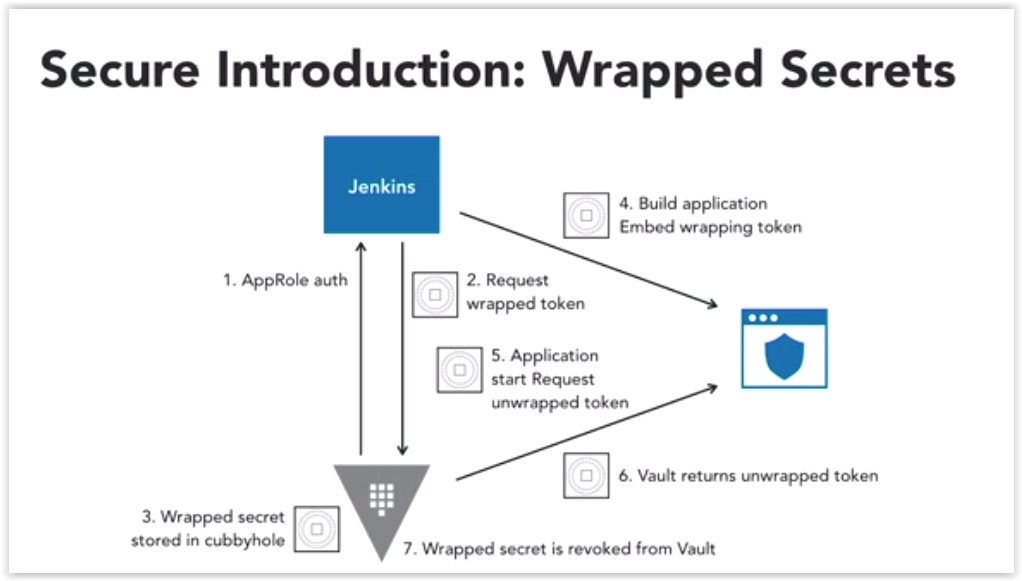 Secure Introduction: Wrapped Secrets
Jenkins
1. AppRole auth
2. Request
wrapped token
3. Wrapped secret
stored in cubbyhole
4. Build application
Embed wrapping token
5. Application
start Request
unwrapped token
6. Vault returns unwrapped token
7. Wrapped secret is revoked from Vault